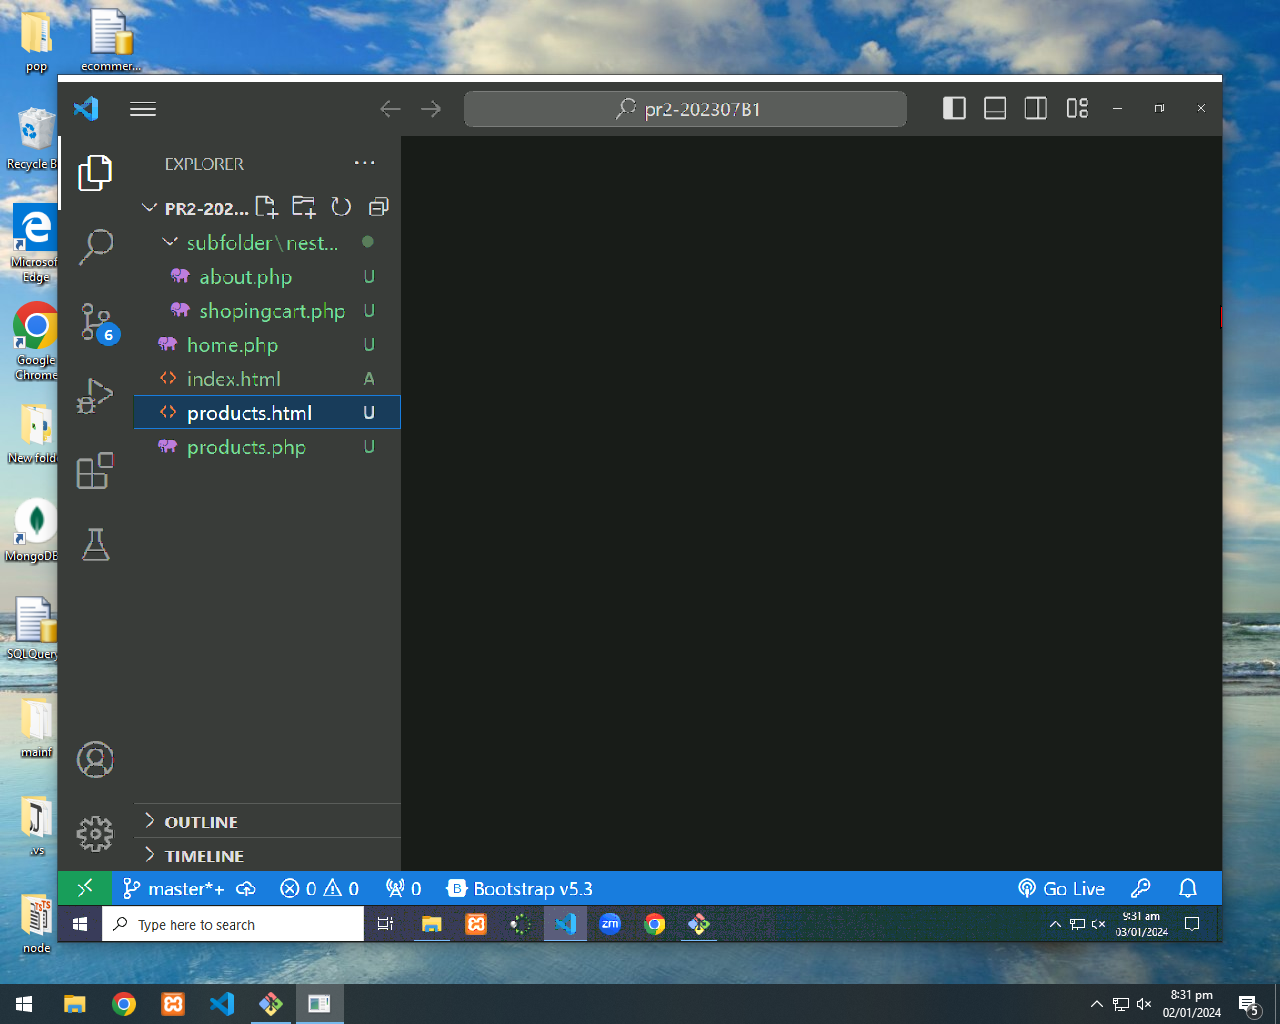 pop
ecommer...
Recycle B
Microsof
Edge
Google
Chrome
New folde
MongoDB
SQLQuery
mainf
.vs
node
pr2-202307B1
EXPLORER
PR2-202...
subfolder\nest...
about.php U
shopingcart.php U
home.php U
index.html A
products.html U
products.php U
6
OUTLINE
TIMELINE
master*+ 0 0 0 Bootstrap v5.3 Go Live
Type here to search
zm
9:31 am
03/01/2024
8:31 pm
02/01/2024
5